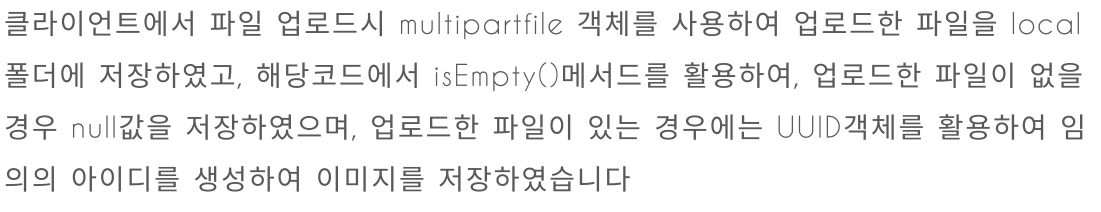 클라이언트에서 파일 업로드시 multipartfile 객체를 사용하여 업로드한 파일을 local
폴더에 저장하였고, 해당코드에서 isEmpty()메서드를 활용하여, 업로드한 파일이 없을
경우 null값을 저장하였으며, 업로드한 파일이 있는 경우에는 UUID객체를 활용하여 임
의의 아이디를 생성하여 이미지를 저장하였습니다